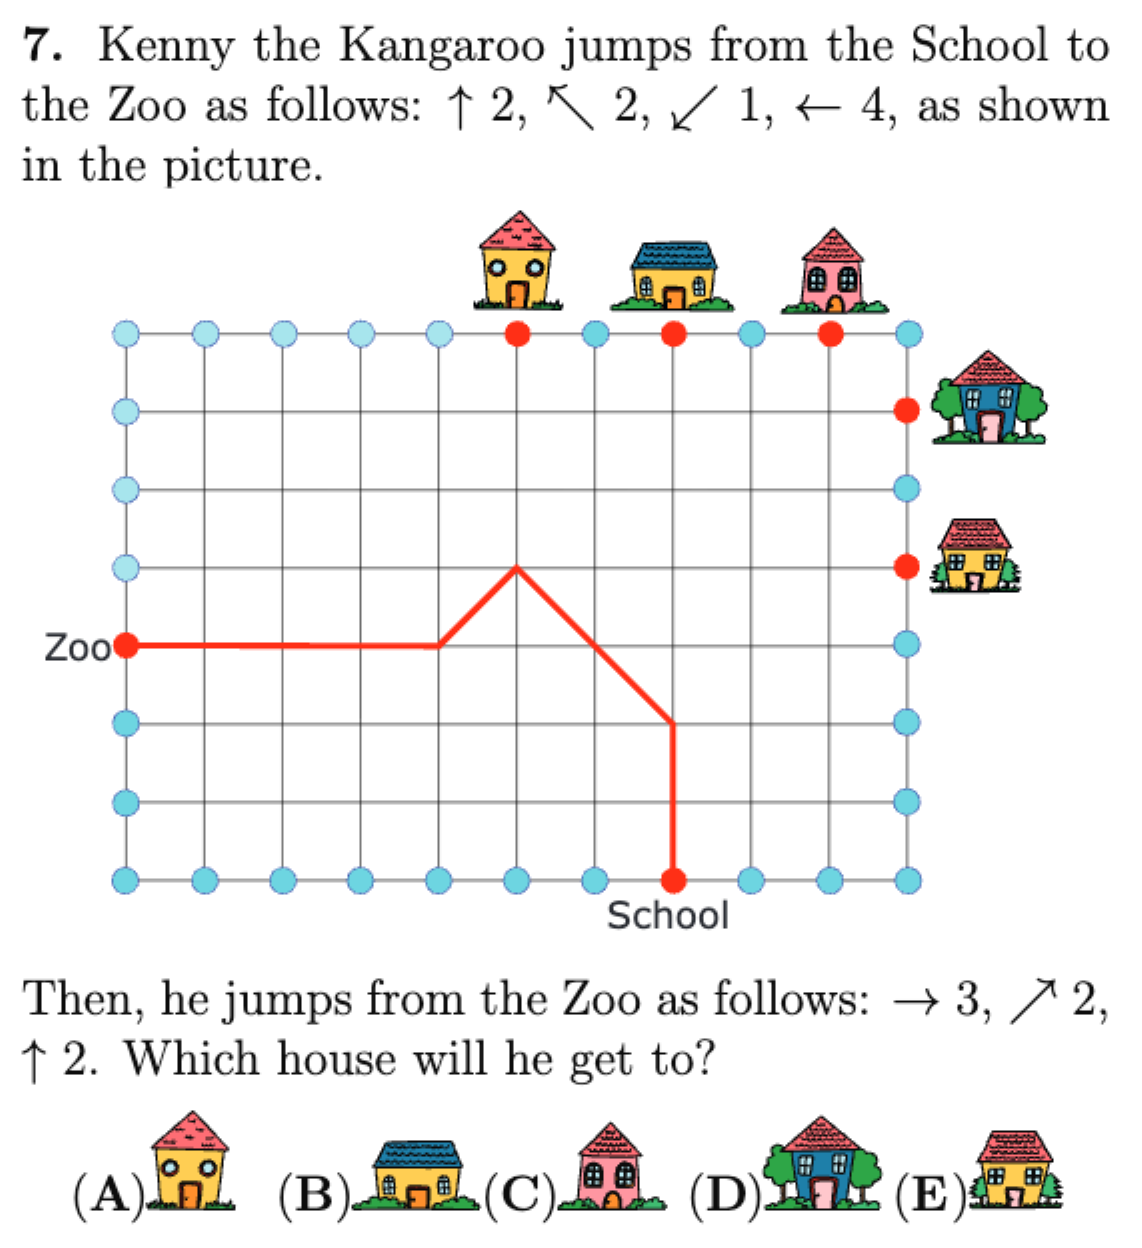 7. Kenny the Kangaroo jumps from the School to
the Zoo as follows: ↑ 2, ↖ 2, ↙ 1, ← 4, as shown
in the picture.
Zoo
School
Then, he jumps from the Zoo as follows: → 3, ↗ 2,
↑ 2. Which house will he get to?
(A) (B) (C) (D) (E)